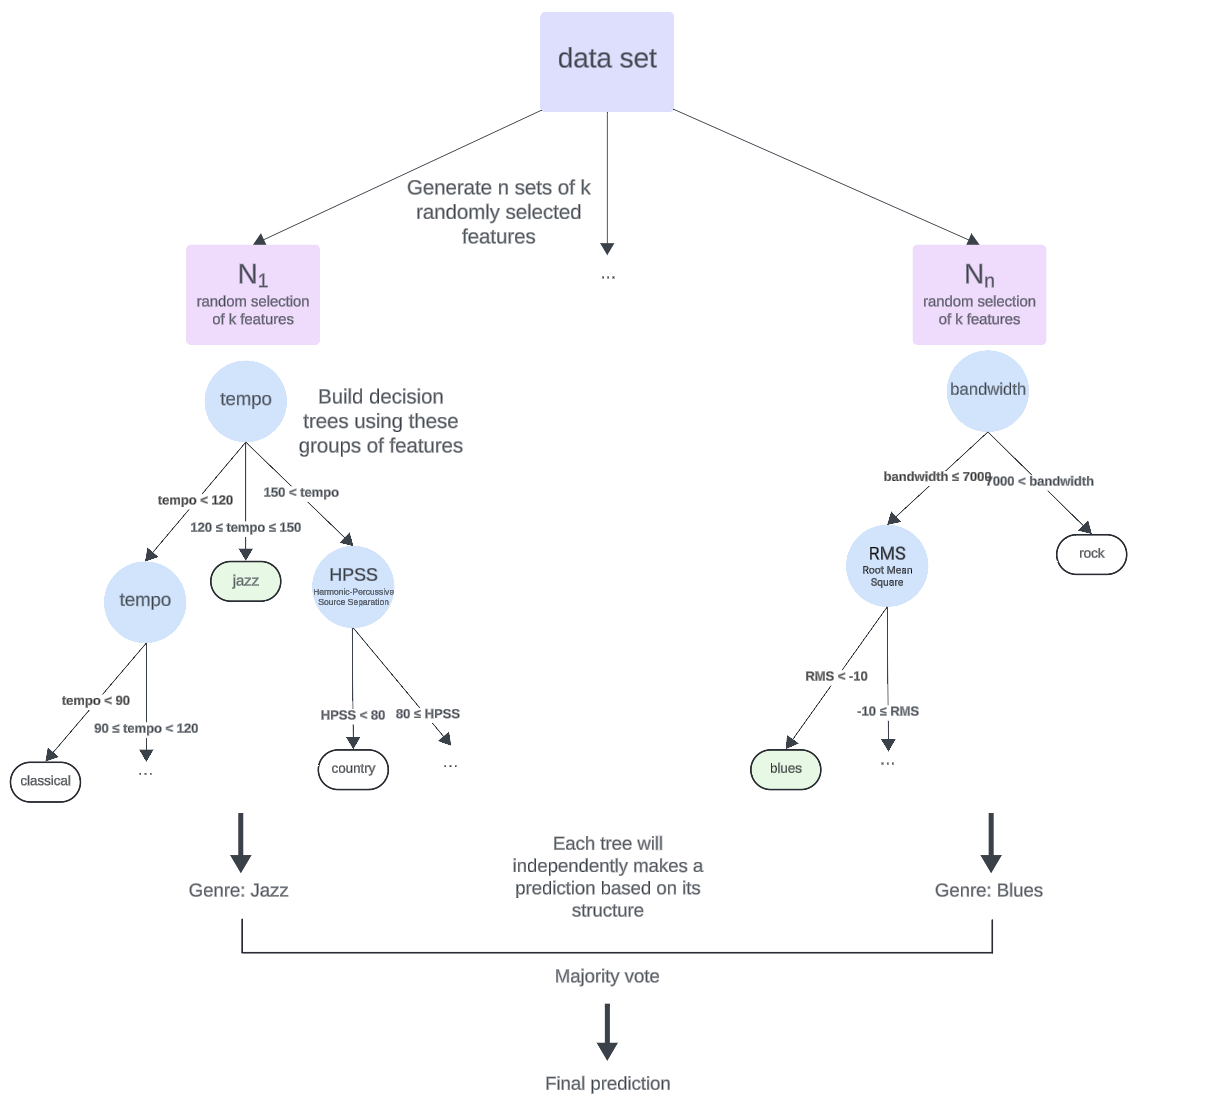 data set
Generate n sets of k
randomly selected
features
...
N1
random selection
of k features
Nn
random selection
of k features
tempo
Build decision
trees using these
groups of features
bandwidth
tempo < 120
150 < tempo
120 ≤ tempo ≤ 150
bandwidth ≤ 7000
7000 < bandwidth
tempo
jazz
HPSS
Harmonic-Percussive
Source Separation
RMS
Root Mean
Square
rock
tempo < 90
90 ≤ tempo < 120
HPSS < 80
80 ≤ HPSS
RMS < -10
-10 ≤ RMS
classical
...
country
...
blues
...
Each tree will
independently makes a
prediction based on its
structure
Genre: Jazz
Genre: Blues
Majority vote
Final prediction